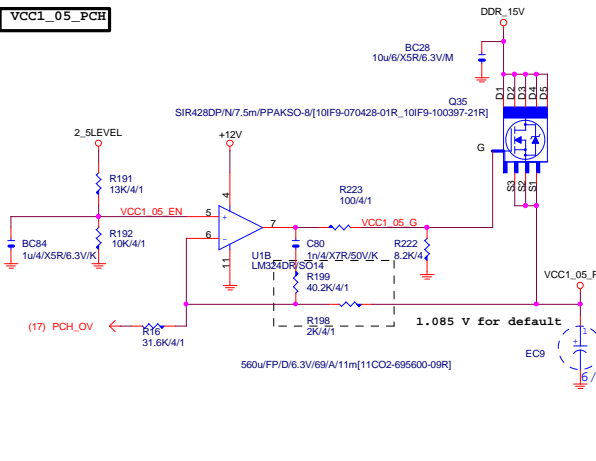 VCC1_05_PCH
DDR_15V
BC28
10u/6/X5R/6.3V/M
D1
D2
D3
D4
D5
Q35
SIR428DP/N/7.5m/PPAKSO-8/[10IF9-070428-01R_10IF9-100397-21R]
2_5LEVEL
+12V
G
R191
13K/4/1
4
R223
100/4/1
S3
S2
S1
VCC1_05_EN
5
+
7
VCC1_05_G
6
-
R192
10K/4/1
BC84
1u/4/X5R/6.3V/K
11
U1B
LM324DR/SO14
C80
1n/4/X7R/50V/K
R222
8.2K/4
R199
40.2K/4/1
VCC1_05_P
(17) PCH_OV
R16
31.6K/4/1
R198
2K/4/1
1.085 V for default
1
+
EC9
560u/FP/D/6.3V/69/A/11m[11CO2-695600-09R]
6/